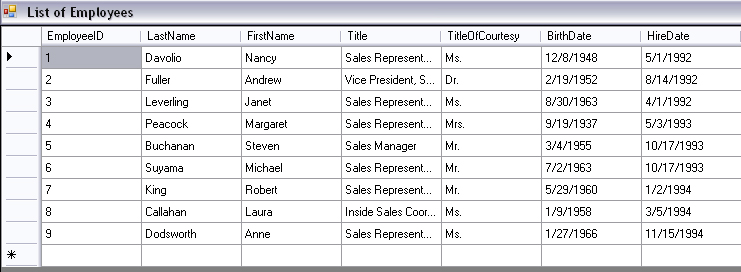 List of Employees
EmployeeID LastName FirstName Title TitleOfCourtesy BirthDate HireDate
1 Davolio Nancy Sales Represent... Ms. 12/8/1948 5/1/1992
2 Fuller Andrew Vice President, S... Dr. 2/19/1952 8/14/1992
3 Leverling Janet Sales Represent... Ms. 8/30/1963 4/1/1992
4 Peacock Margaret Sales Represent... Mrs. 9/19/1937 5/3/1993
5 Buchanan Steven Sales Manager Mr. 3/4/1955 10/17/1993
6 Suyama Michael Sales Represent... Mr. 7/2/1963 10/17/1993
7 King Robert Sales Represent... Mr. 5/29/1960 1/2/1994
8 Callahan Laura Inside Sales Coor... Ms. 1/9/1958 3/5/1994
9 Dodsworth Anne Sales Represent... Ms. 1/27/1966 11/15/1994